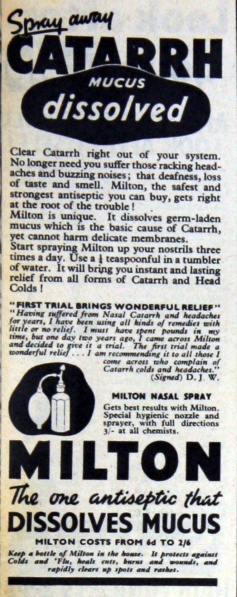 Spray away
CATARRH
MUCUS
dissolved
Clear Catarrh right out of your system.
No longer need you suffer those racking head-
aches and buzzing noises; that deafness, loss
of taste and smell. Milton, the safest and
strongest antiseptic you can buy, gets right
at the root of the trouble!
Milton is unique. It dissolves germ-laden
mucus which is the basic cause of Catarrh,
yet cannot harm delicate membranes.
Start spraying Milton up your nostrils three
times a day. Use a ½ teaspoonful in a tumbler
of water. It will bring you instant and lasting
relief from all forms of Catarrh and Head
Colds!
"FIRST TRIAL BRINGS WONDERFUL RELIEF"
"Having suffered from Nasal Catarrh and headaches
for years, I have been using all kinds of remedies with
little or no relief. I must have spent pounds in my
time, but one day two years ago, I came across Milton
and decided to give it a trial. The first trial made a
wonderful relief . . . I am recommending it to all those I
come across who complain of
Catarrh colds and headaches."
(Signed) D. J. W.
MILTON NASAL SPRAY
Gets best results with Milton.
Special hygienic nozzle and
sprayer, with full directions
3/- at all chemists.
MILTON
The one antiseptic that
DISSOLVES MUCUS
MILTON COSTS FROM 6d TO 2/6
Keep a bottle of Milton in the house. It protects against
Colds and 'Flu, heals cuts, burns and wounds, and
rapidly clears up spots and rashes.